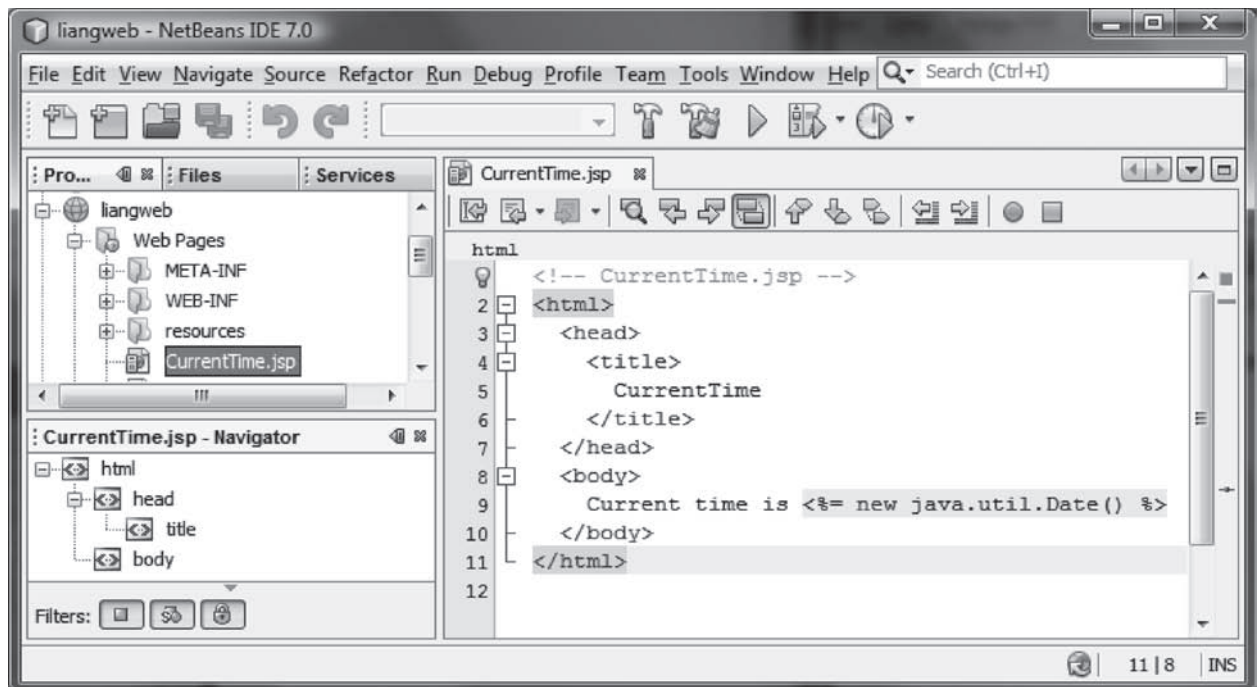 liangweb - NetBeans IDE 7.0
File Edit View Navigate Source Refactor Run Debug Profile Team Tools Window Help Search (Ctrl+I)
Pro... Files Services
liangweb
Web Pages
META-INF
WEB-INF
resources
CurrentTime.jsp
CurrentTime.jsp - Navigator
html
head
title
body
Filters:
CurrentTime.jsp
html
<!-- CurrentTime.jsp -->
2 <html>
3 <head>
4 <title>
5 CurrentTime
6 </title>
7 </head>
8 <body>
9 Current time is <%= new java.util.Date() %>
10 </body>
11 </html>
12
11 | 8 INS